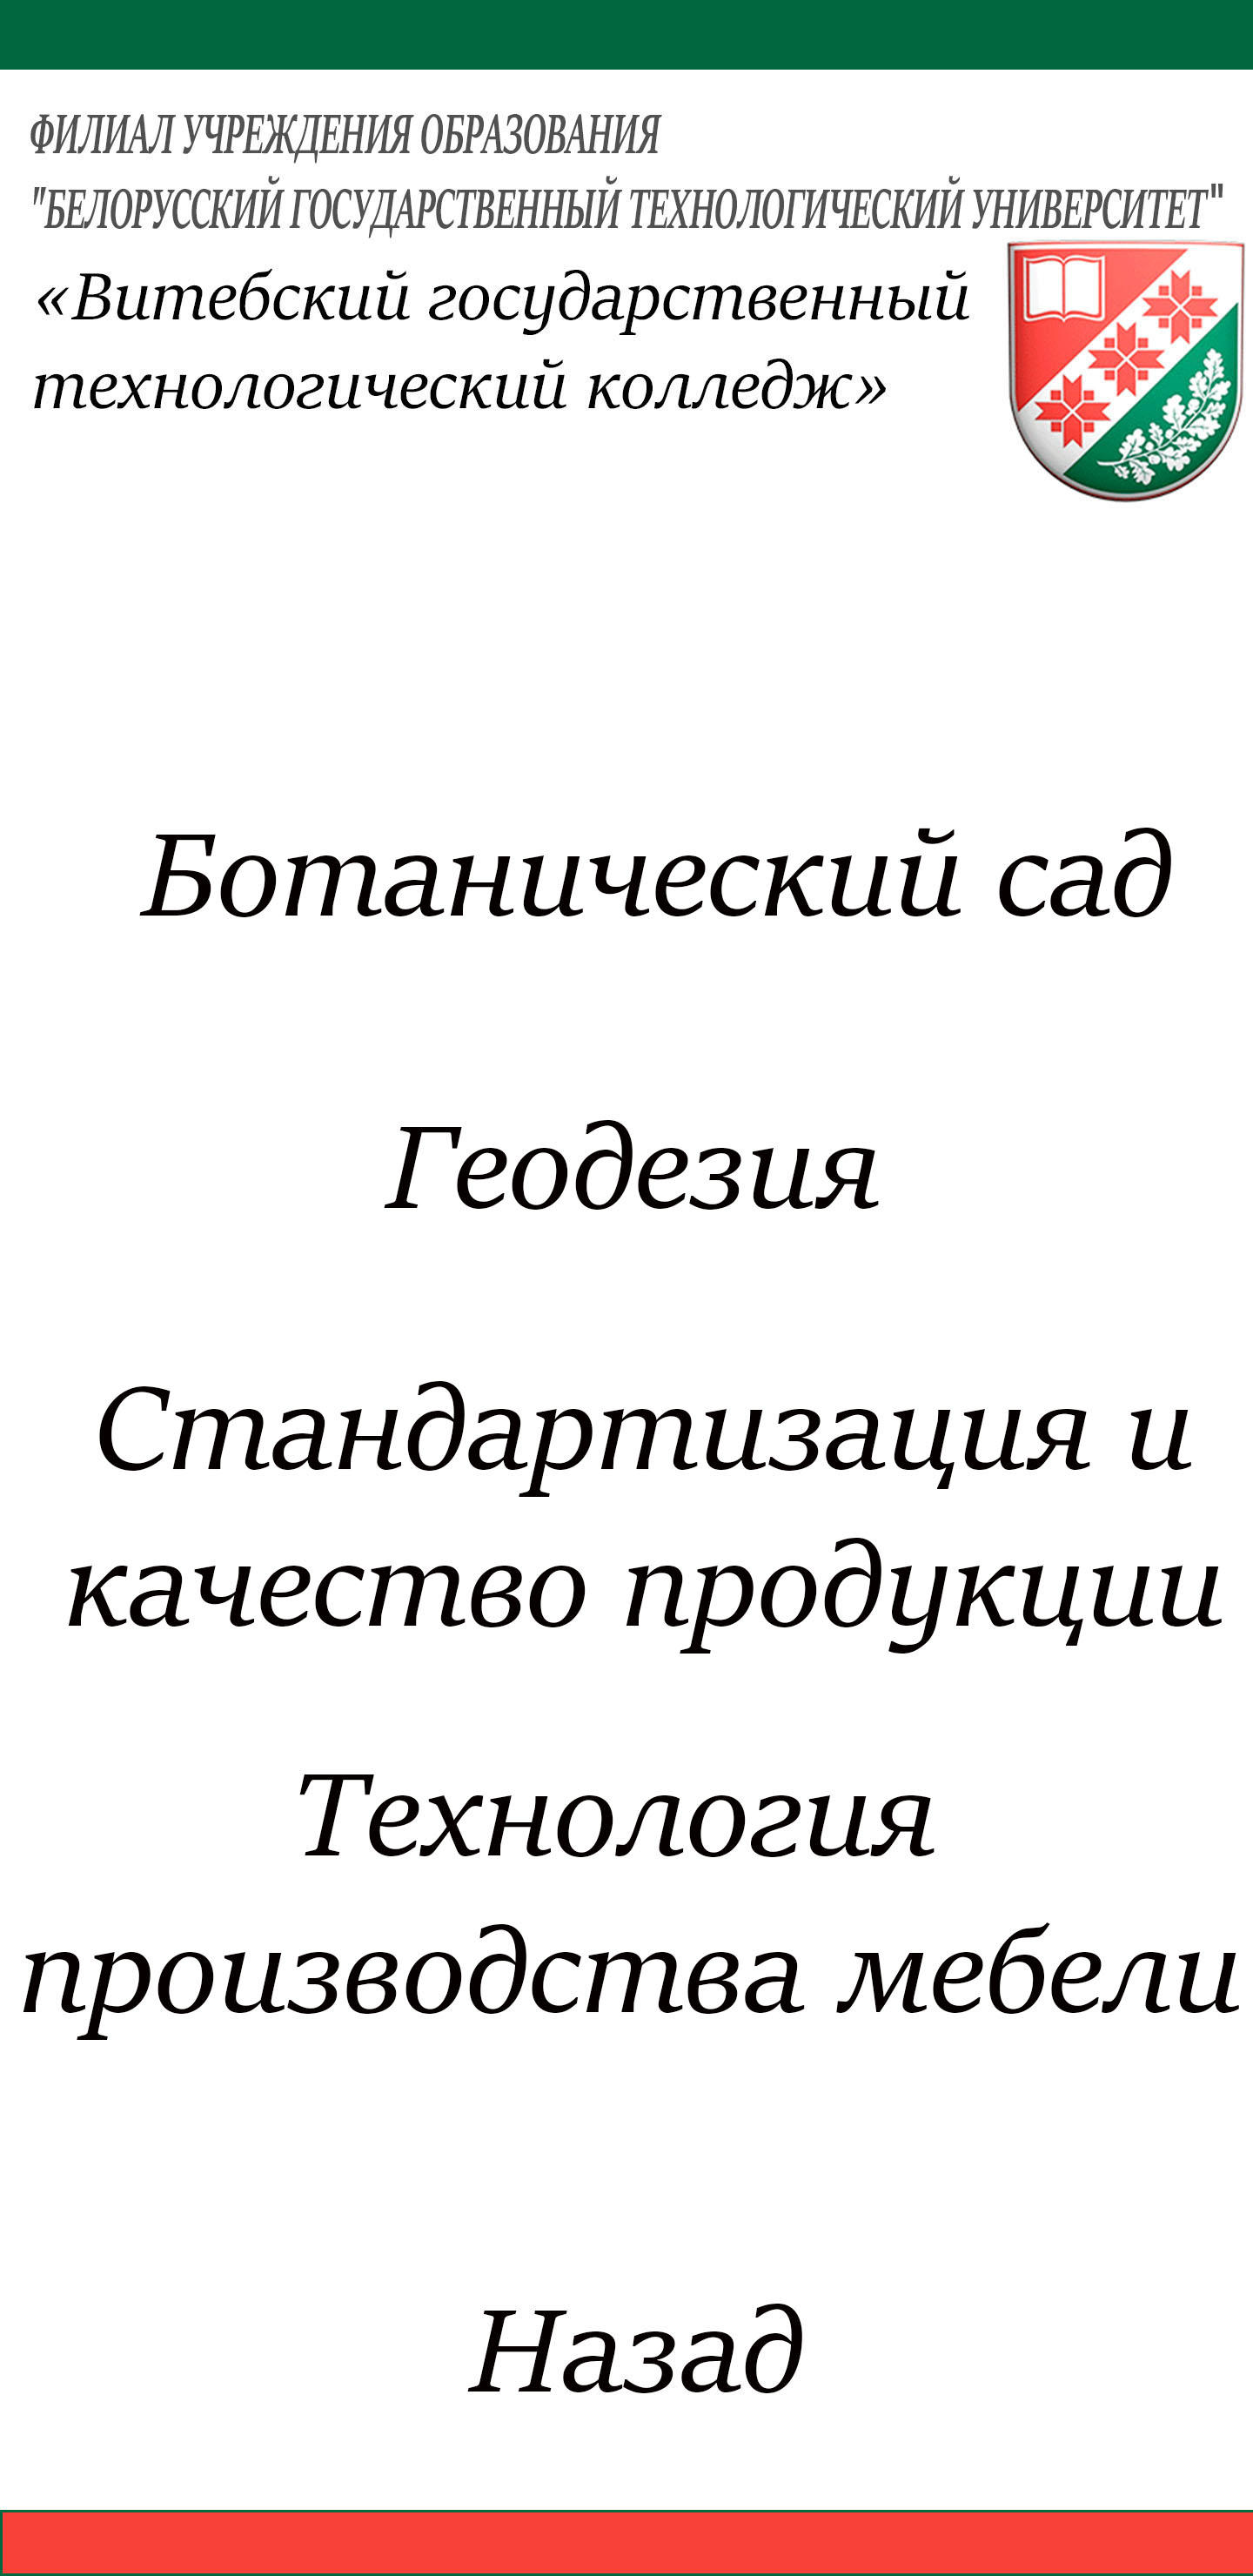 ФИЛИАЛ УЧРЕЖДЕНИЯ ОБРАЗОВАНИЯ
"БЕЛОРУССКИЙ ГОСУДАРСТВЕННЫЙ ТЕХНОЛОГИЧЕСКИЙ УНИВЕРСИТЕТ"
«Витебский государственный
технологический колледж»
Ботанический сад
Геодезия
Стандартизация и
качество продукции
Технология
производства мебели
Назад